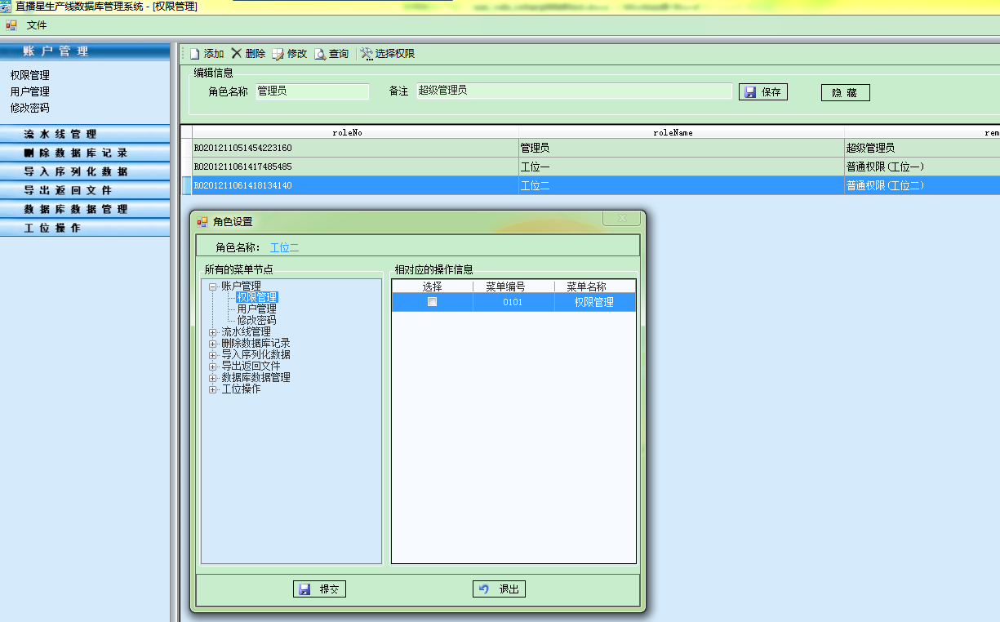 直播星生产线数据库管理系统 - [权限管理]
文件
账 户 管 理
权限管理
用户管理
修改密码
流 水 线 管 理
删 除 数 据 库 记 录
导 入 序 列 化 数 据
导 出 返 回 文 件
数 据 库 数 据 管 理
工 位 操 作
添加 删除 修改 查询 选择权限
编辑信息
角色名称 管理员 备注 超级管理员 保存 隐 藏
roleNo roleName rem
R0201211051454223160 管理员 超级管理员
R0201211061417485485 工位一 普通权限(工位一)
R0201211061418134140 工位二 普通权限(工位二)
角色设置
角色名称: 工位二
所有的菜单节点
账户管理
权限管理
用户管理
修改密码
流水线管理
删除数据库记录
导入序列化数据
导出返回文件
数据库数据管理
工位操作
相对应的操作信息
选择 菜单编号 菜单名称
0101 权限管理
提交 退出